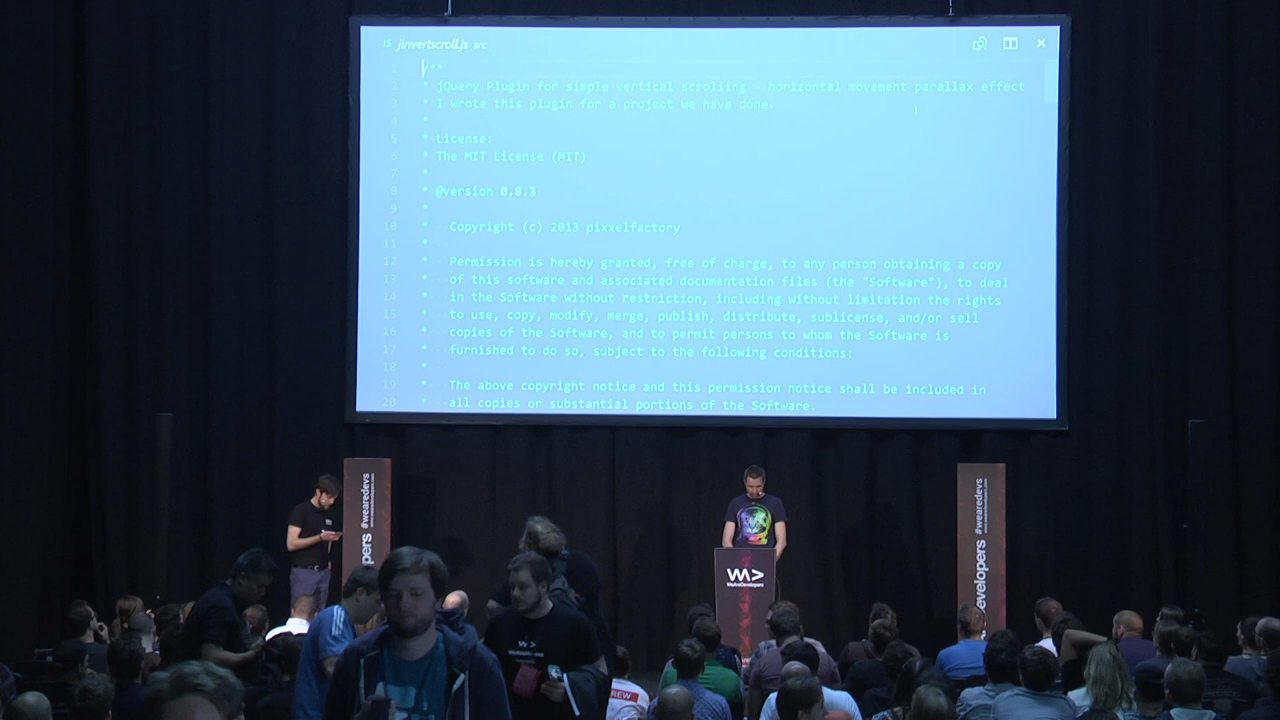 JS jinvertscroll.js src
1 /**
2 * jQuery Plugin for simple vertical scrolling - horizontal movement parallax effect
3 * I wrote this plugin for a project we have done.
4 *
5 * License:
6 * The MIT License (MIT)
7 *
8 * @version 0.8.3
9 *
10 * Copyright (c) 2013 pixxelfactory
11 *
12 * Permission is hereby granted, free of charge, to any person obtaining a copy
13 * of this software and associated documentation files (the "Software"), to deal
14 * in the Software without restriction, including without limitation the rights
15 * to use, copy, modify, merge, publish, distribute, sublicense, and/or sell
16 * copies of the Software, and to permit persons to whom the Software is
17 * furnished to do so, subject to the following conditions:
18 *
19 * The above copyright notice and this permission notice shall be included in
20 * all copies or substantial portions of the Software.
#wearedevs
pers
WeAreDevelopers
#wearedevs
evelopers
REW